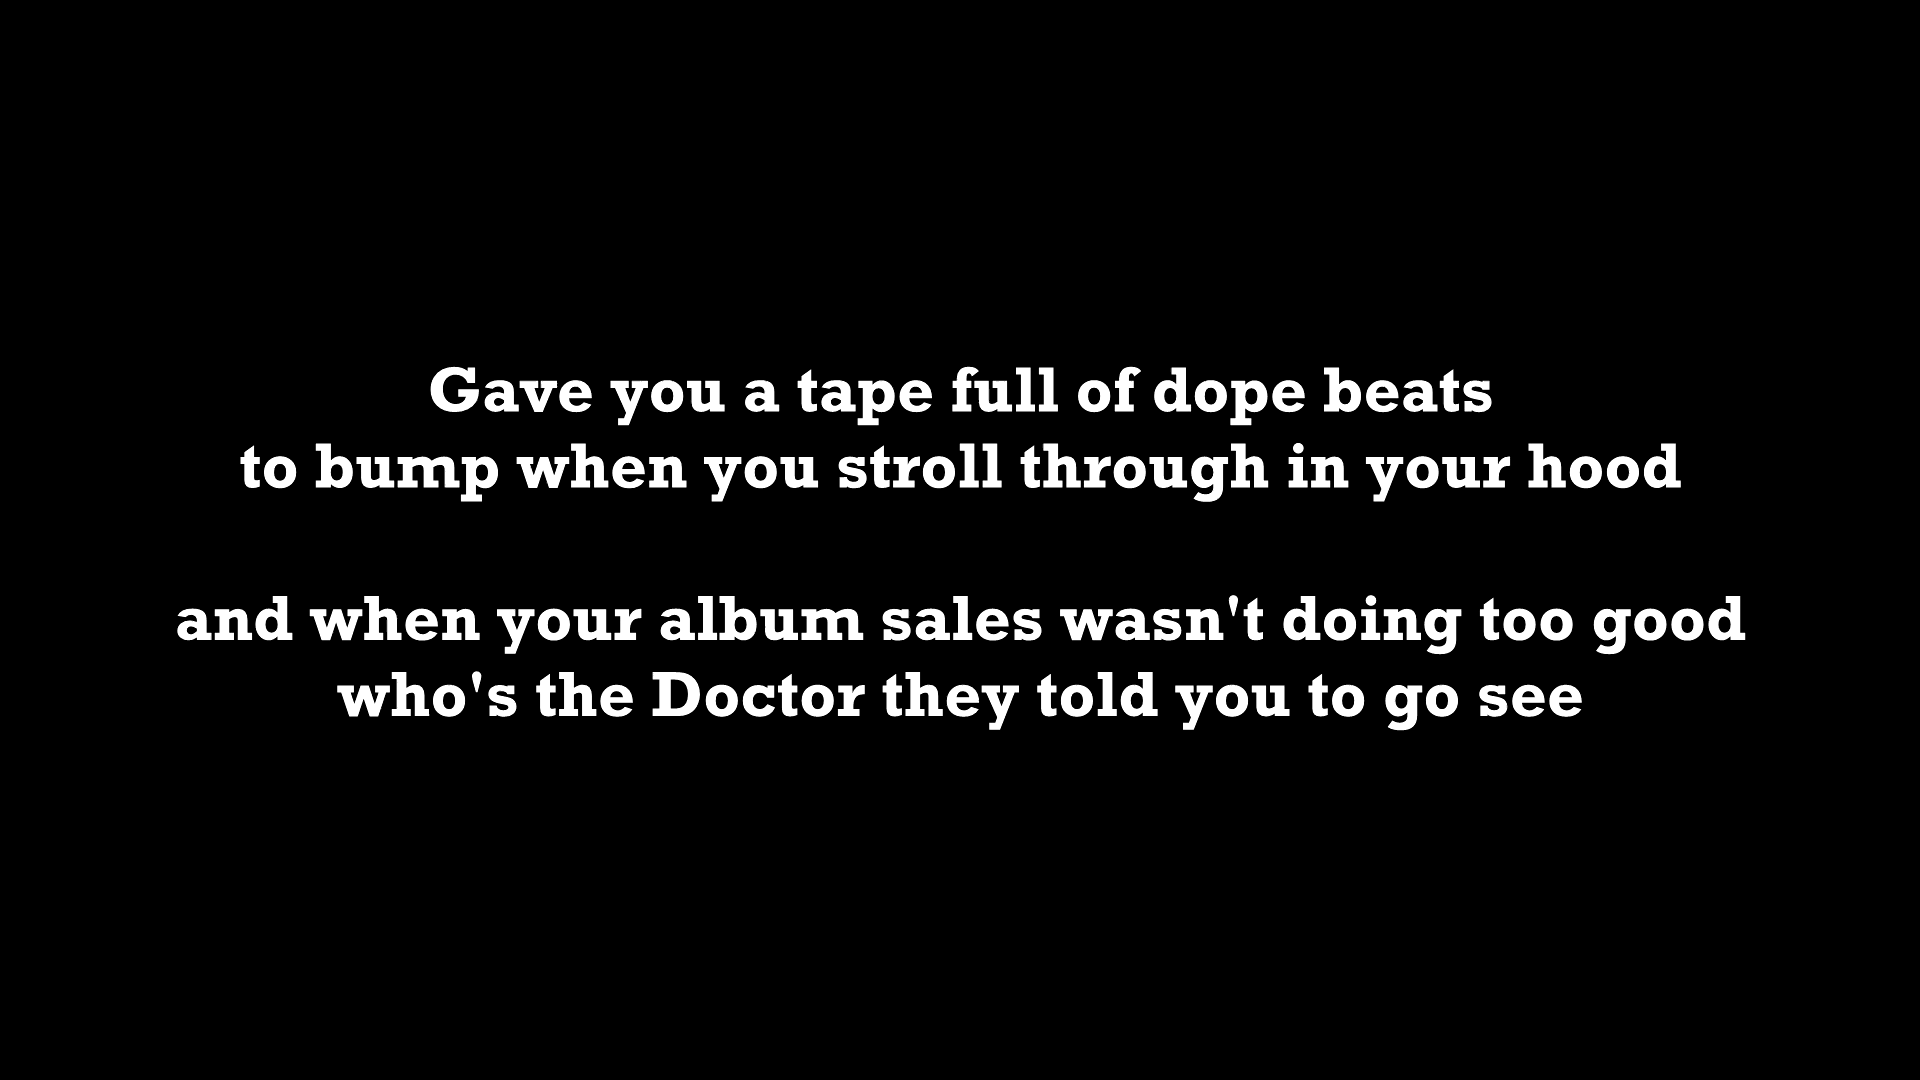 Gave you a tape full of dope beats
to bump when you stroll through in your hood
and when your album sales wasn't doing too good
who's the Doctor they told you to go see